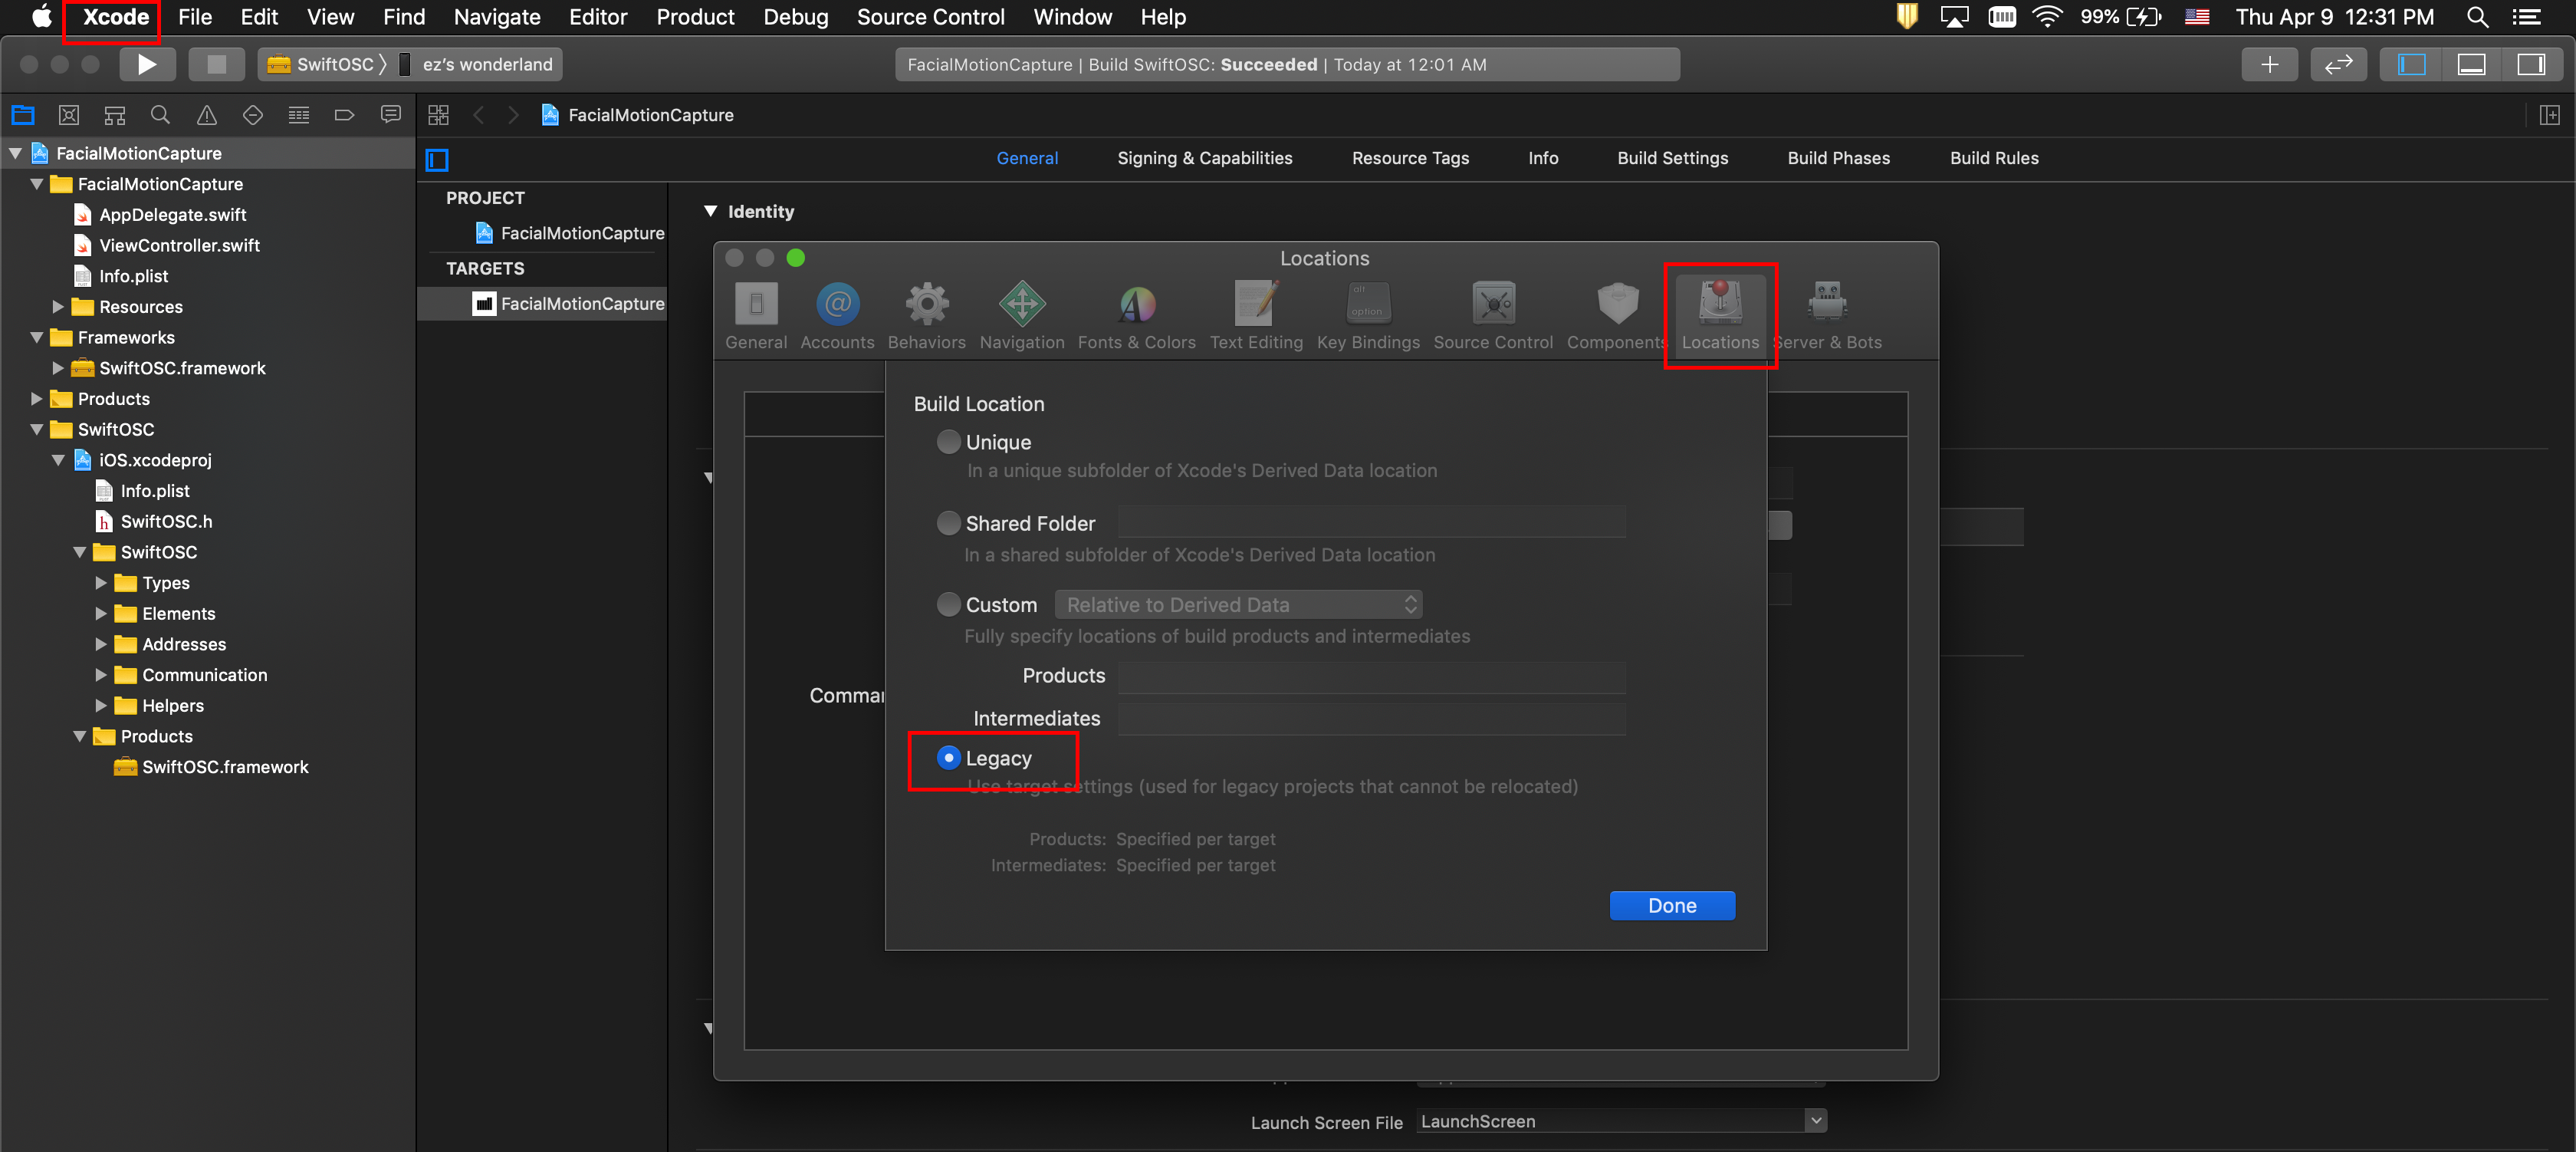 Xcode File Edit View Find Navigate Editor Product Debug Source Control Window Help 99% Thu Apr 9 12:31 PM
SwiftOSC ez's wonderland
FacialMotionCapture | Build SwiftOSC: Succeeded | Today at 12:01 AM
FacialMotionCapture
General Signing & Capabilities Resource Tags Info Build Settings Build Phases Build Rules
FacialMotionCapture
FacialMotionCapture
AppDelegate.swift
ViewController.swift
Info.plist
Resources
Frameworks
SwiftOSC.framework
Products
SwiftOSC
iOS.xcodeproj
Info.plist
SwiftOSC.h
SwiftOSC
Types
Elements
Addresses
Communication
Helpers
Products
SwiftOSC.framework
PROJECT
FacialMotionCapture
TARGETS
FacialMotionCapture
Identity
Locations
General Accounts Behaviors Navigation Fonts & Colors Text Editing Key Bindings Source Control Components Locations Server & Bots
alt
option
Build Location
Unique
In a unique subfolder of Xcode's Derived Data location
Shared Folder
In a shared subfolder of Xcode's Derived Data location
Custom Relative to Derived Data
Fully specify locations of build products and intermediates
Products
Comma
Intermediates
Legacy
Use target settings (used for legacy projects that cannot be relocated)
Products: Specified per target
Intermediates: Specified per target
Done
Launch Screen File LaunchScreen